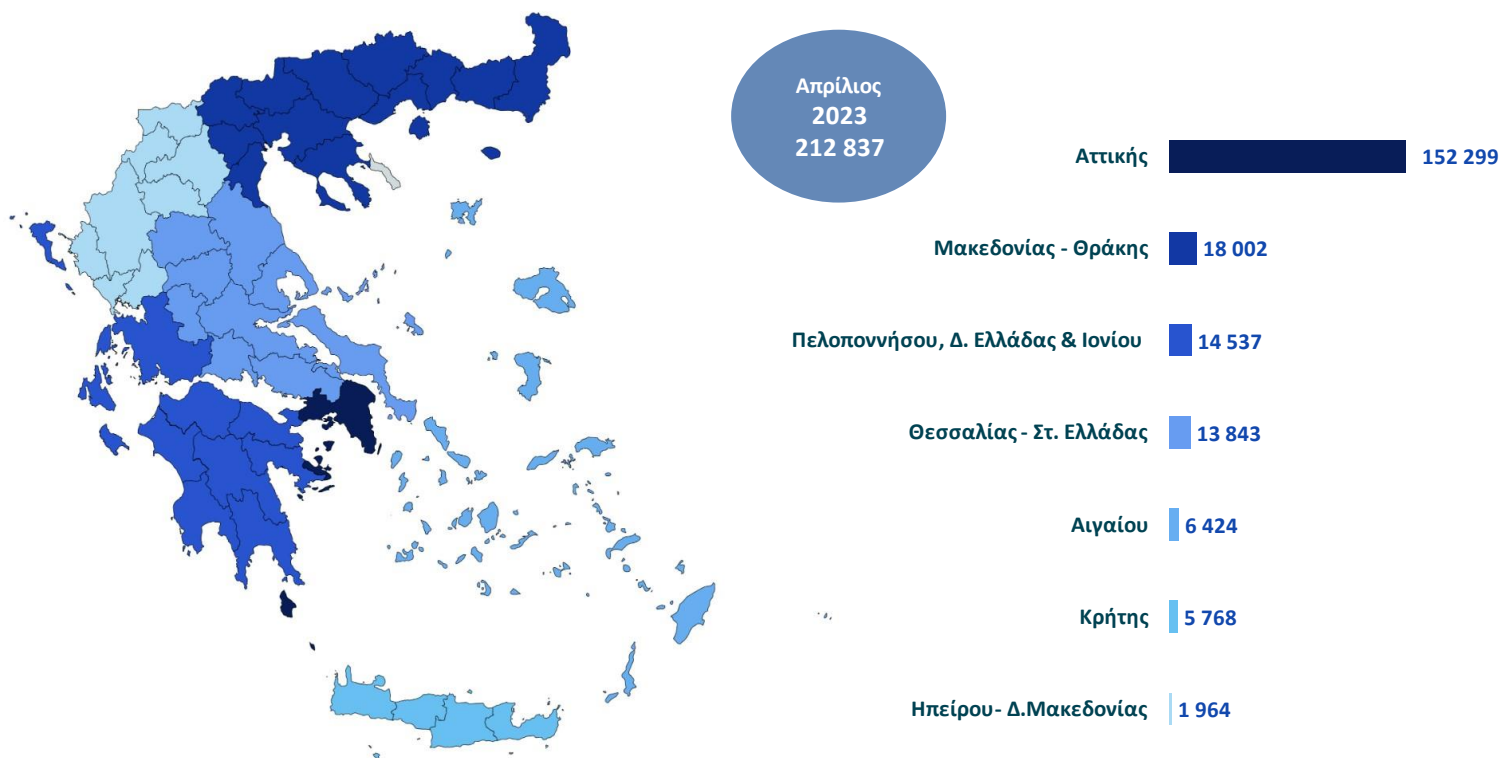 Απρίλιος
2023
212 837
Αττικής 152 299
Μακεδονίας - Θράκης 18 002
Πελοποννήσου, Δ. Ελλάδας & Ιονίου 14 537
Θεσσαλίας - Στ. Ελλάδας 13 843
Αιγαίου 6 424
Κρήτης 5 768
Ηπείρου- Δ.Μακεδονίας 1 964